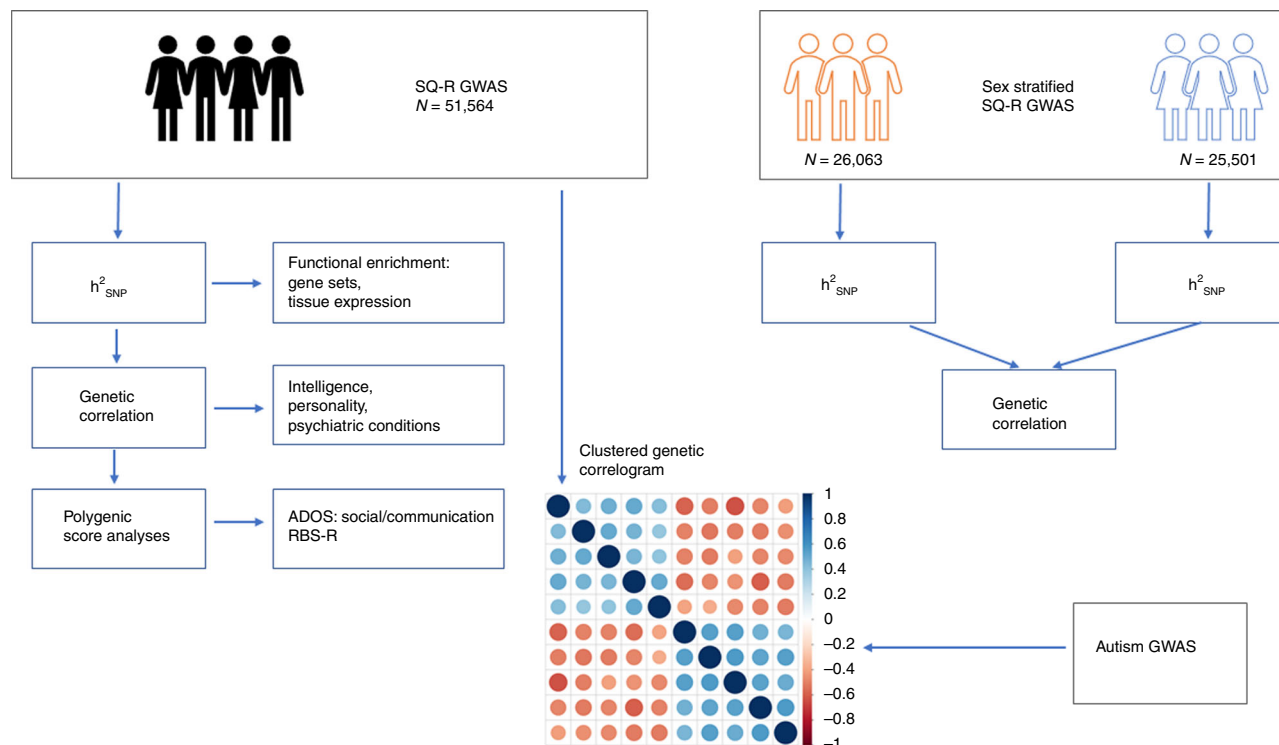 SQ-R GWAS
N = 51,564
Sex stratified
SQ-R GWAS
N = 26,063
N = 25,501
h²SNP
Functional enrichment:
gene sets,
tissue expression
h²SNP
h²SNP
Genetic
correlation
Intelligence,
personality,
psychiatric conditions
Genetic
correlation
Clustered genetic
correlogram
Polygenic
score analyses
ADOS: social/communication
RBS-R
1
0.8
0.6
0.4
0.2
0
–0.2
–0.4
–0.6
–0.8
–1
Autism GWAS